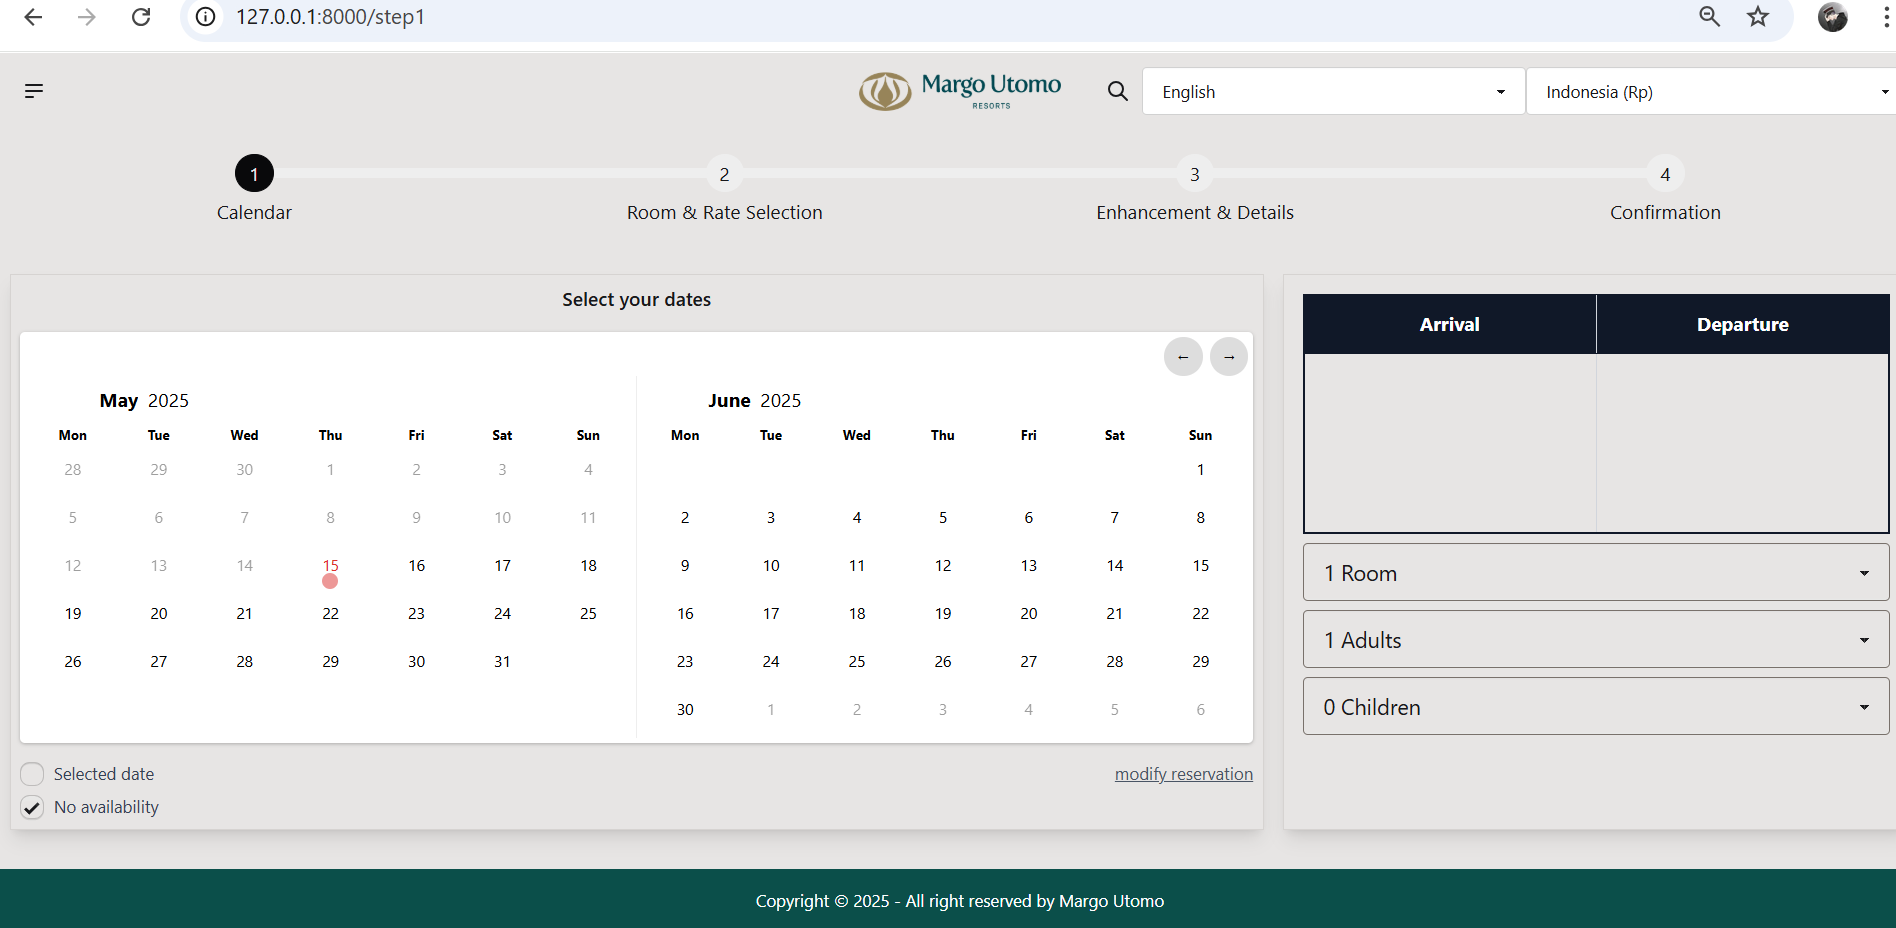 127.0.0.1:8000/step1
Margo Utomo
RESORTS
English
Indonesia (Rp)
1 2 3 4
Calendar Room & Rate Selection Enhancement & Details Confirmation
Select your dates
← →
May 2025
Mon Tue Wed Thu Fri Sat Sun
28 29 30 1 2 3 4
5 6 7 8 9 10 11
12 13 14 15 16 17 18
19 20 21 22 23 24 25
26 27 28 29 30 31
June 2025
Mon Tue Wed Thu Fri Sat Sun
1
2 3 4 5 6 7 8
9 10 11 12 13 14 15
16 17 18 19 20 21 22
23 24 25 26 27 28 29
30 1 2 3 4 5 6
Selected date
No availability
modify reservation
Arrival Departure
1 Room
1 Adults
0 Children
Copyright © 2025 - All right reserved by Margo Utomo